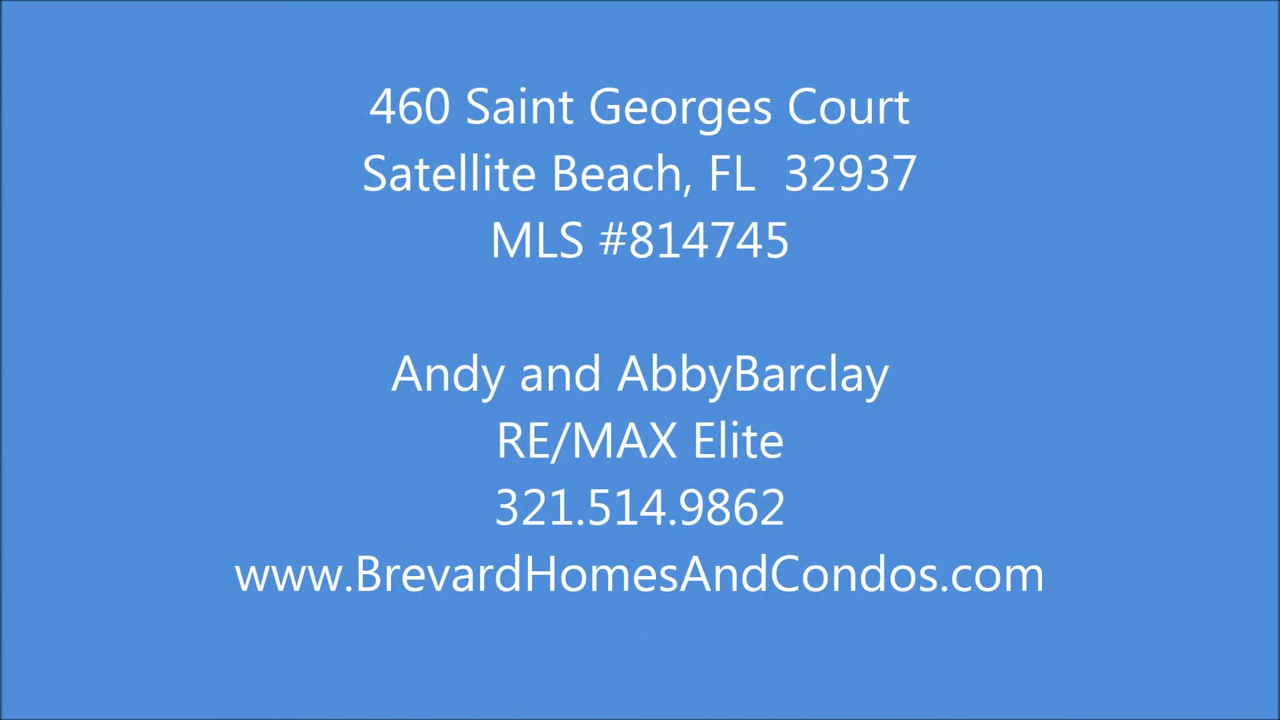 460 Saint Georges Court
Satellite Beach, FL  32937
MLS #814745
Andy and AbbyBarclay
RE/MAX Elite
321.514.9862
www.BrevardHomesAndCondos.com